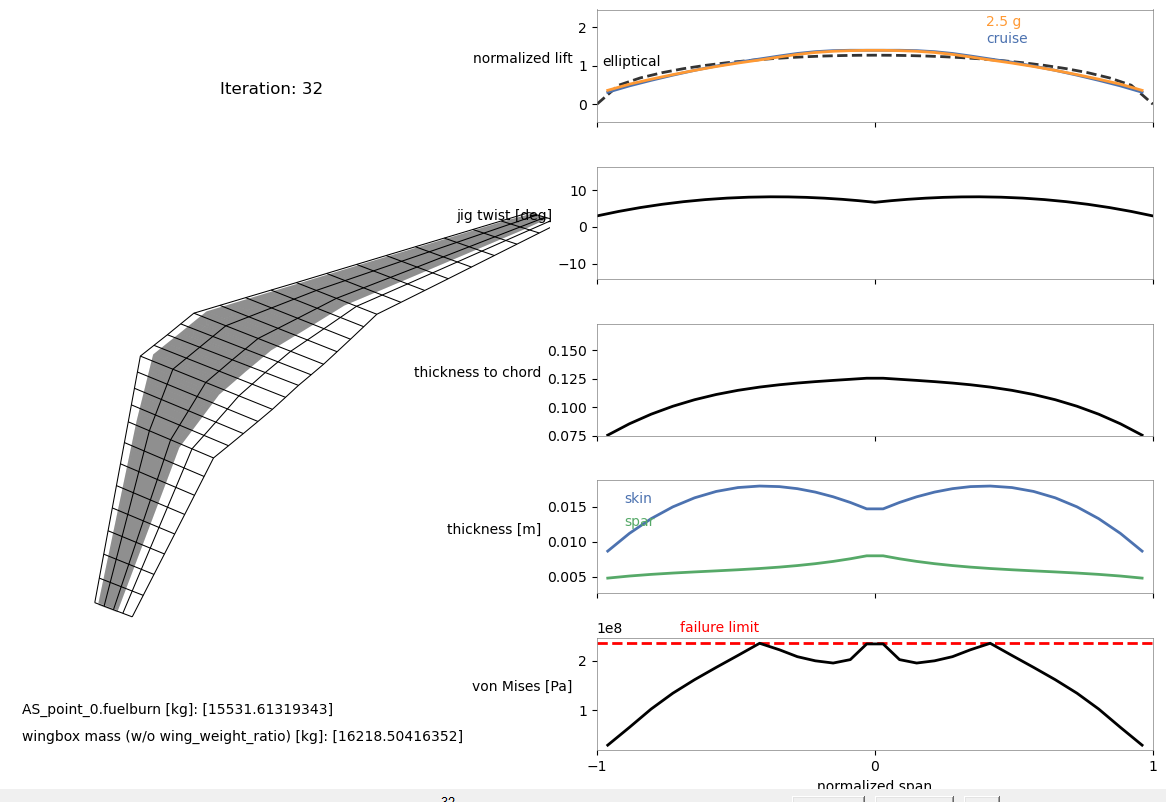 Iteration: 32
normalized lift
2
1
0
2.5 g
cruise
elliptical
jig twist [deg]
10
0
−10
thickness to chord
0.150
0.125
0.100
0.075
thickness [m]
0.015
0.010
0.005
skin
spar
1e8
failure limit
von Mises [Pa]
2
1
−1
0
1
normalized span
AS_point_0.fuelburn [kg]: [15531.61319343]
wingbox mass (w/o wing_weight_ratio) [kg]: [16218.50416352]
32